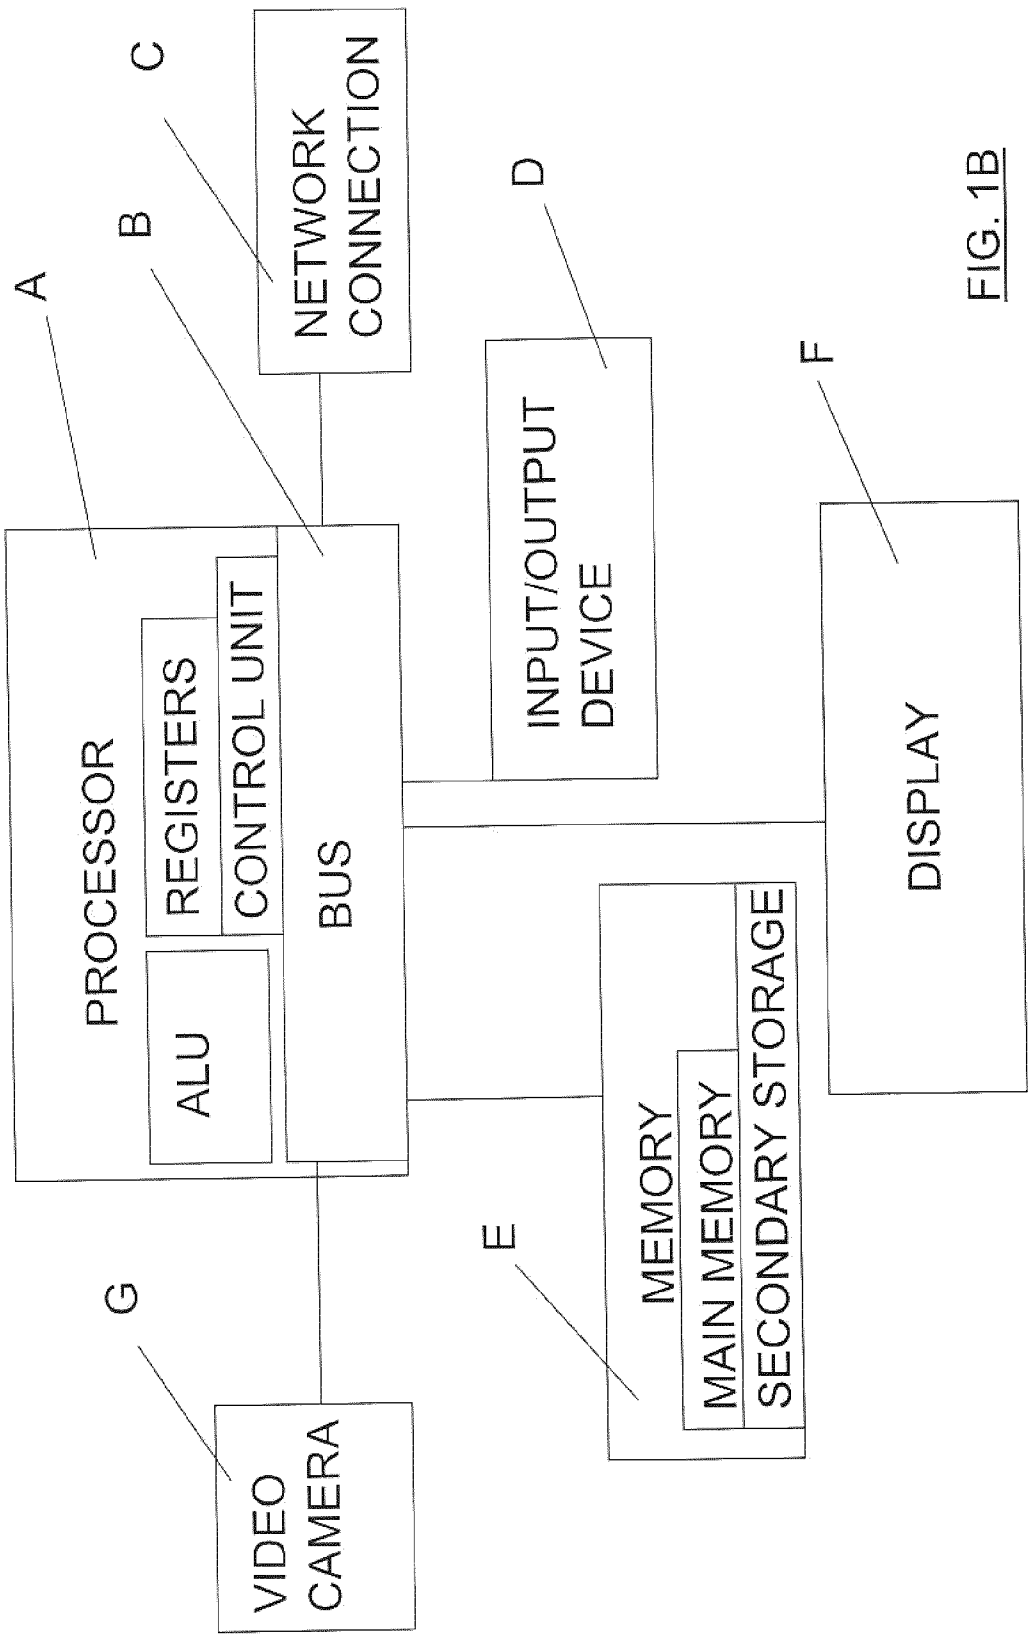 A
B
C
PROCESSOR
REGISTERS
ALU
CONTROL UNIT
BUS
G
VIDEO
CAMERA
NETWORK
CONNECTION
E
D
MEMORY
MAIN MEMORY
SECONDARY STORAGE
INPUT/OUTPUT
DEVICE
F
DISPLAY
FIG. 1B